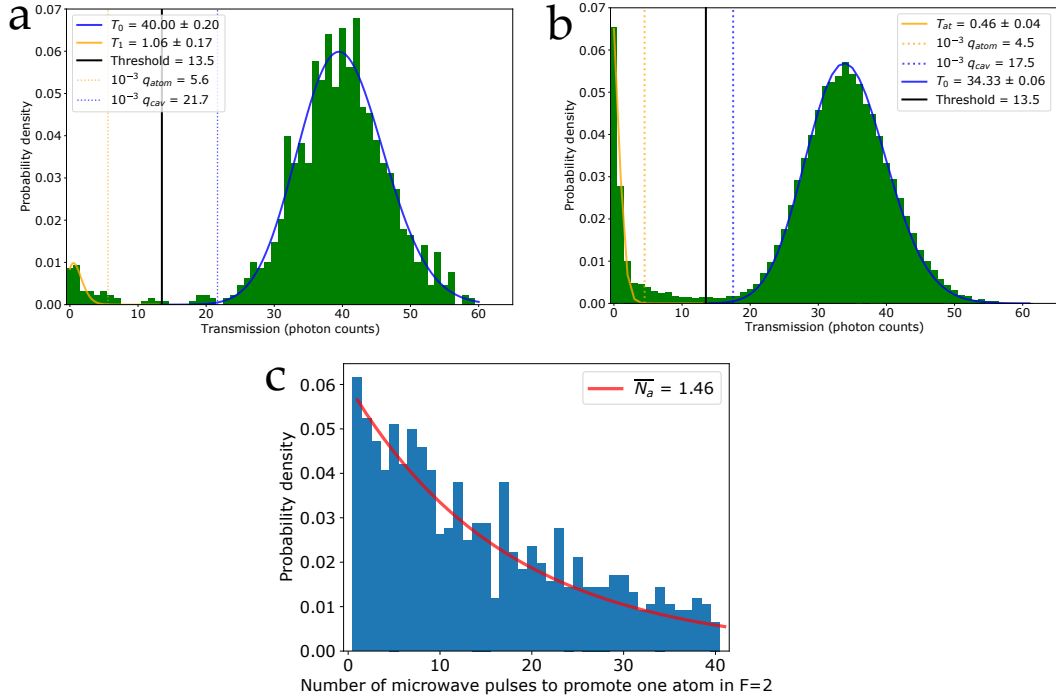 a
T₀ = 40.00 ± 0.20
T₁ = 1.06 ± 0.17
Threshold = 13.5
10⁻³ q_atom = 5.6
10⁻³ q_cav = 21.7
Probability density
0.07
0.06
0.05
0.04
0.03
0.02
0.01
0.00
0 10 20 30 40 50 60
Transmission (photon counts)
b
T_at = 0.46 ± 0.04
10⁻³ q_atom = 4.5
10⁻³ q_cav = 17.5
T₀ = 34.33 ± 0.06
Threshold = 13.5
Probability density
0.07
0.06
0.05
0.04
0.03
0.02
0.01
0.00
0 10 20 30 40 50 60
Transmission (photon counts)
c
N̅_a̅ = 1.46
Probability density
0.06
0.05
0.04
0.03
0.02
0.01
0.00
0 10 20 30 40
Number of microwave pulses to promote one atom in F=2